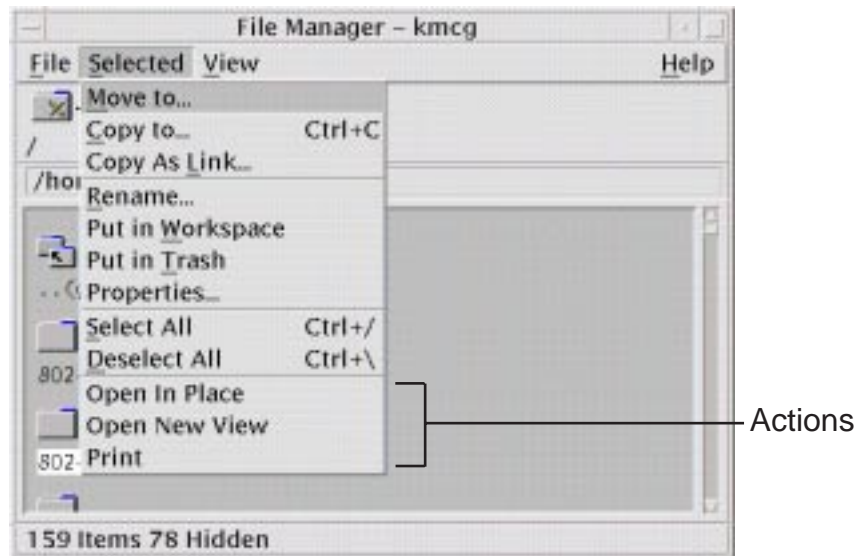 File Manager – kmcg
File Selected View Help
Move to...
Copy to... Ctrl+C
/
Copy As Link...
/ho
Rename...
Put in Workspace
Put in Trash
..(
Properties...
Select All Ctrl+/
Deselect All Ctrl+\
802-
Open In Place
Open New View
Actions
802- Print
159 Items 78 Hidden